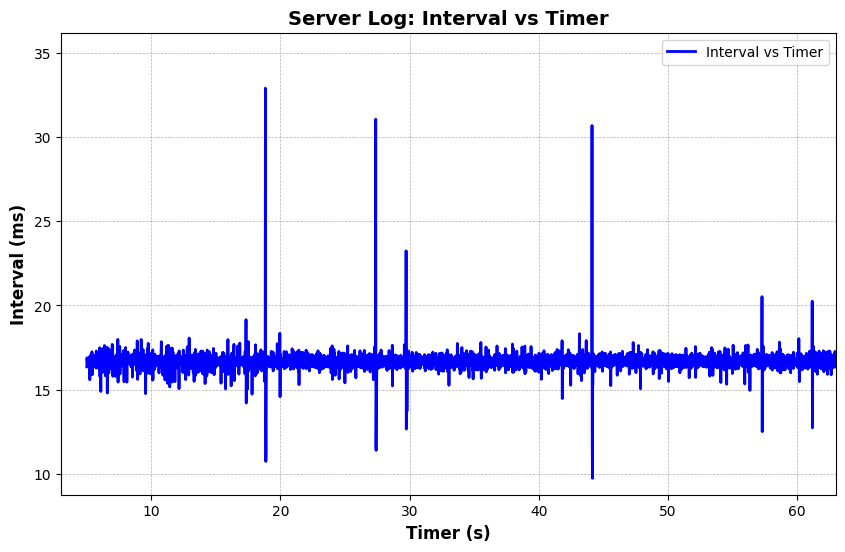 Server Log: Interval vs Timer
Interval vs Timer
Interval (ms)
35
30
25
20
15
10
10 20 30 40 50 60
Timer (s)